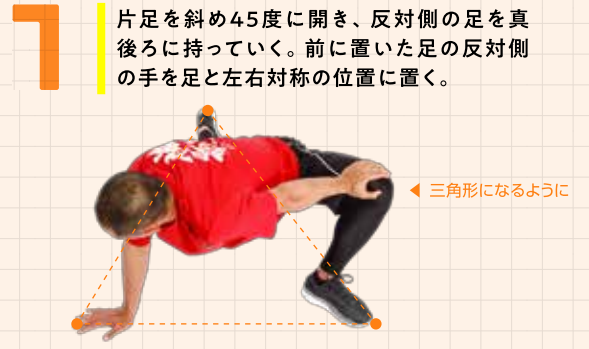 1
片足を斜め45度に開き、反対側の足を真
後ろに持っていく。前に置いた足の反対側
の手を足と左右対称の位置に置く。
◀ 三角形になるように